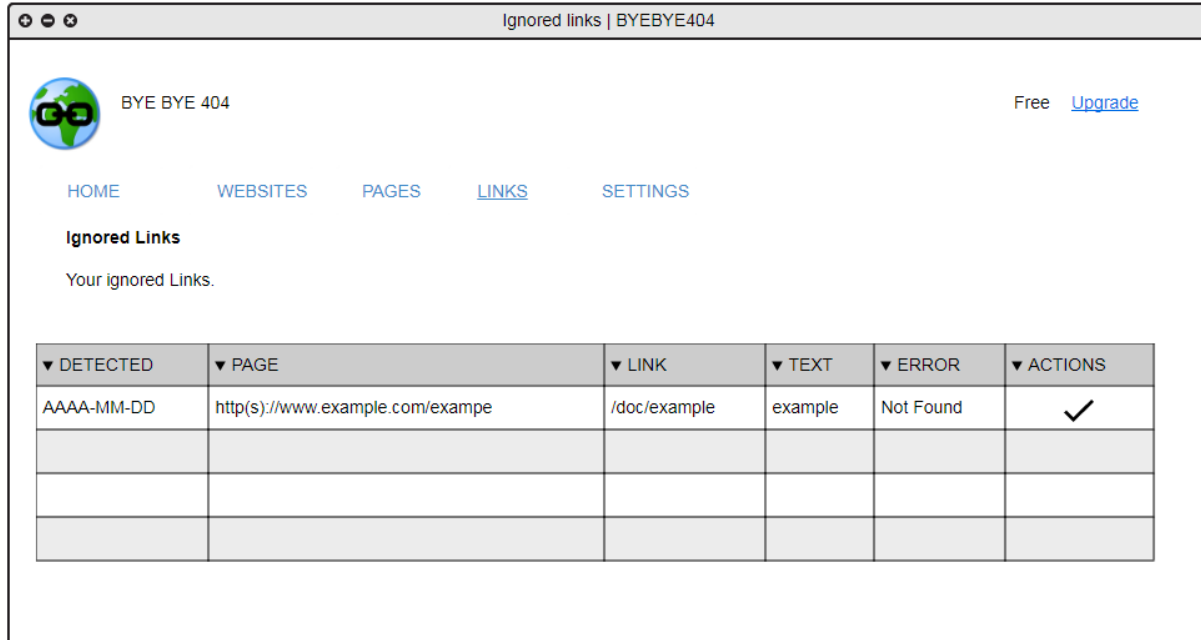 Ignored links | BYEBYE404
BYE BYE 404
Free Upgrade
HOME WEBSITES PAGES LINKS SETTINGS
Ignored Links
Your ignored Links.
▼ DETECTED ▼ PAGE ▼ LINK ▼ TEXT ▼ ERROR ▼ ACTIONS
AAAA-MM-DD http(s)://www.example.com/exampe /doc/example example Not Found ✓